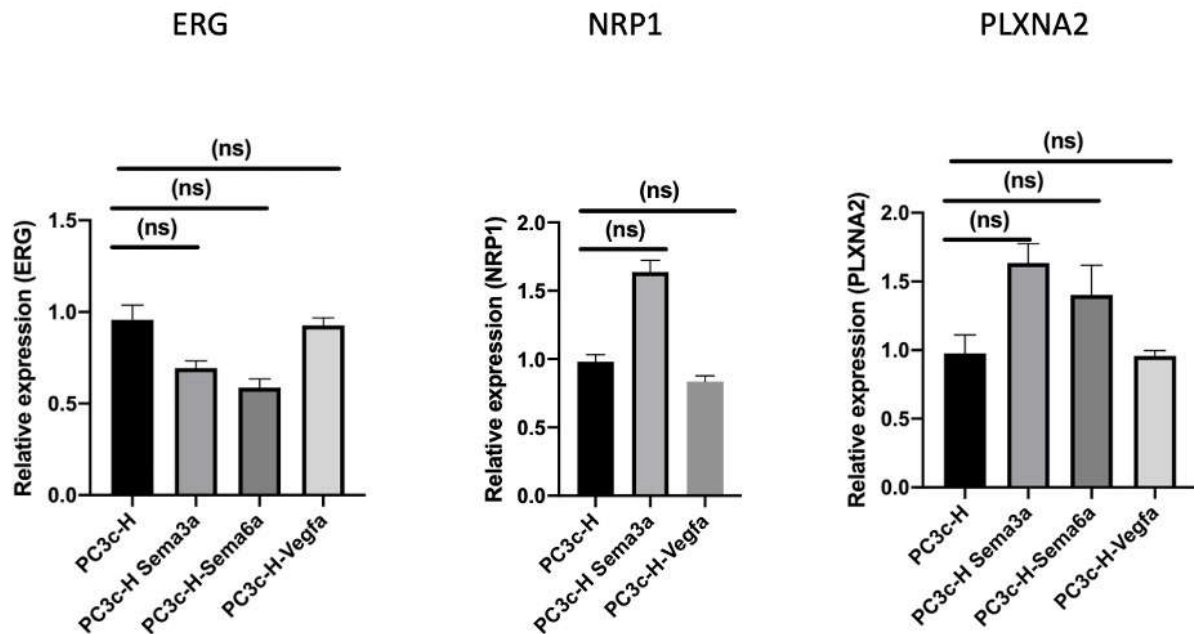 ERG
(ns)
(ns)
(ns)
Relative expression (ERG)
1.5
1.0
0.5
0.0
PC3c-H
PC3c-H Sema3a
PC3c-H-Sema6a
PC3c-H-Vegfa
NRP1
(ns)
(ns)
Relative expression (NRP1)
2.0
1.5
1.0
0.5
0.0
PC3c-H
PC3c-H Sema3a
PC3c-H-Vegfa
PLXNA2
(ns)
(ns)
(ns)
Relative expression (PLXNA2)
2.0
1.5
1.0
0.5
0.0
PC3c-H
PC3c-H Sema3a
PC3c-H-Sema6a
PC3c-H-Vegfa